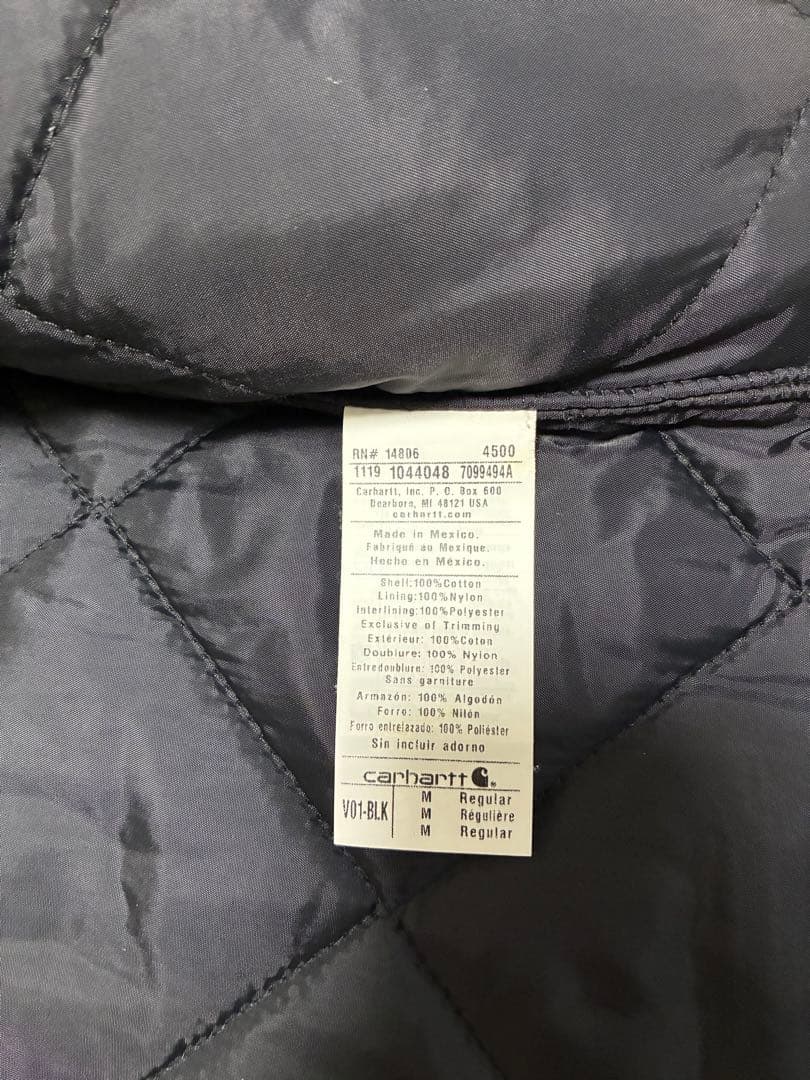 RN# 14806 4500
1119 1044048 7099494A
Carhartt, Inc. P. O. Box 600
Dearborn, MI 48121 USA
carhartt.com
Made in Mexico.
Fabriqué au Mexique.
Hecho en México.
Shell:100%Cotton
Lining:100%Nylon
Interlining:100%Polyester
Exclusive of Trimming
Extérieur: 100%Coton
Doublure: 100% Nylon
Entredoublure: 100% Polyester
Sans garniture
Armazón: 100% Algodón
Forro: 100% Nilón
Forro entrelazado: 100% Poliéster
Sin incluir adorno
carhartt
V01-BLK
M Regular
M Régulière
M Regular